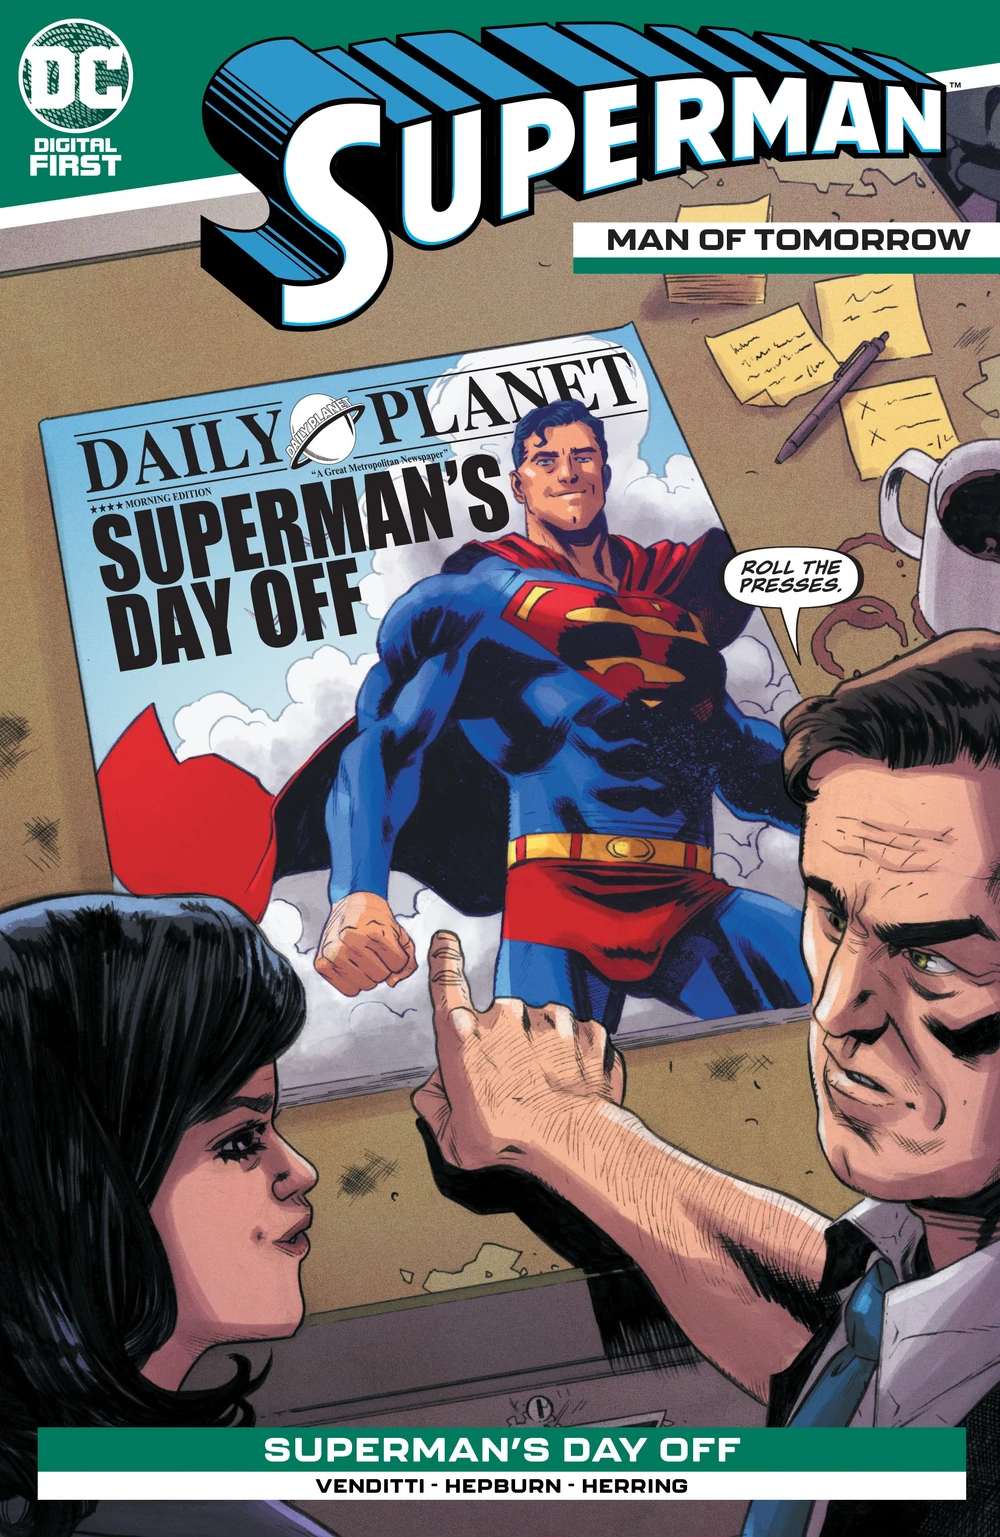 DC
DIGITAL
FIRST
SUPERMAN™
MAN OF TOMORROW
DAILY PLANET
DAILY PLANET
"A Great Metropolitan Newspaper"
★★★★ MORNING EDITION
SUPERMAN'S
DAY OFF
ROLL THE
PRESSES.
SUPERMAN'S DAY OFF
VENDITTI - HEPBURN - HERRING